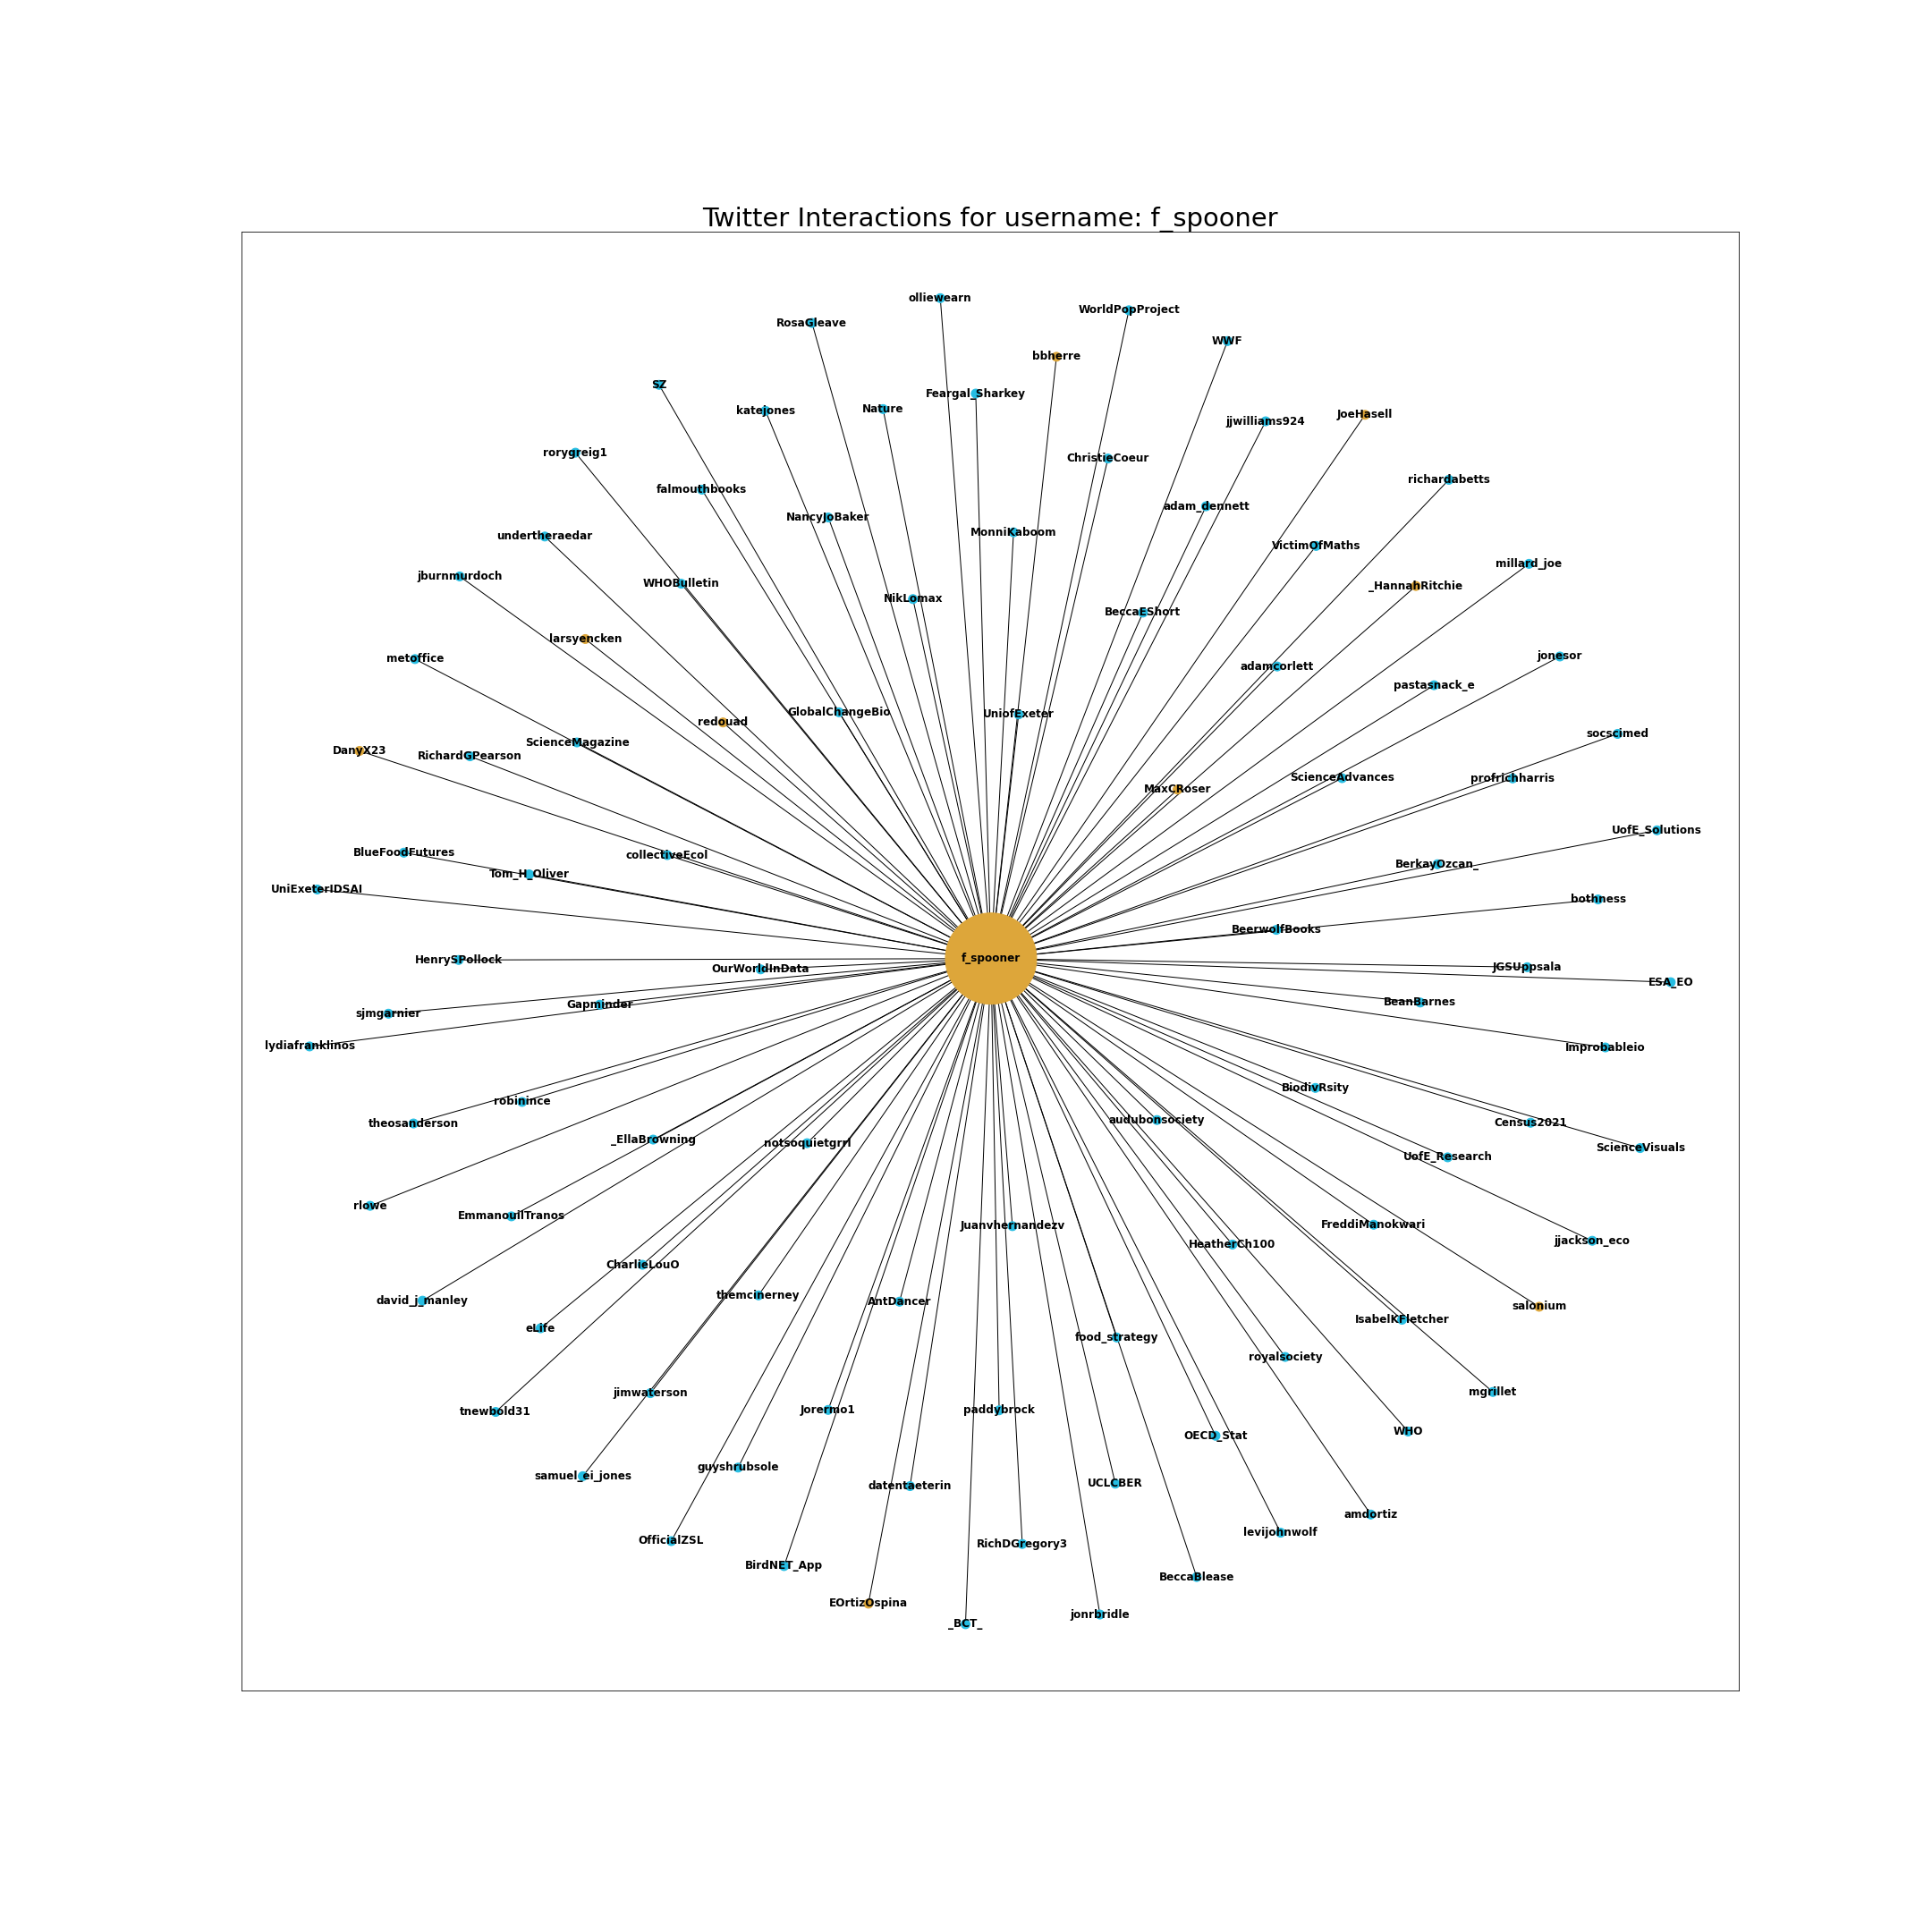 Twitter Interactions for username: f_spooner
olliewearn
WorldPopProject
RosaGleave
WWF
bbherre
SZ
Feargal_Sharkey
katejones
Nature
JoeHasell
jjwilliams924
rorygreig1
ChristieCoeur
richardabetts
falmouthbooks
adam_dennett
NancyJoBaker
MonniKaboom
undertheraedar
VictimOfMaths
millard_joe
jburnmurdoch
WHOBulletin
_HannahRitchie
NikLomax
BeccaEShort
larsyencken
metoffice
jonesor
adamcorlett
pastasnack_e
GlobalChangeBio
UniofExeter
redouad
socscimed
ScienceMagazine
DanyX23
RichardGPearson
ScienceAdvances
profrichharris
MaxCRoser
UofE_Solutions
BlueFoodFutures
collectiveEcol
BerkayOzcan_
Tom_H_Oliver
UniExeterIDSAI
bothness
BeerwolfBooks
f_spooner
HenrySPollock
OurWorldInData
JGSUppsala
ESA_EO
BeanBarnes
Gapminder
sjmgarnier
lydiafranklinos
Improbableio
BiodivRsity
robinince
audubonsociety
theosanderson
Census2021
_EllaBrowning
notsoquietgrrl
ScienceVisuals
UofE_Research
rlowe
EmmanouilTranos
Juanvhernandezv
FreddiManokwari
jjackson_eco
HeatherCh100
CharlieLouO
themcinerney
david_j_manley
AntDancer
salonium
IsabelKFletcher
eLife
food_strategy
royalsociety
jimwaterson
mgrillet
tnewbold31
Jorermo1
paddybrock
WHO
OECD_Stat
guyshrubsole
samuel_ei_jones
UCLCBER
datentaeterin
amdortiz
levijohnwolf
OfficialZSL
RichDGregory3
BirdNET_App
BeccaBlease
EOrtizOspina
jonrbridle
_BCT_